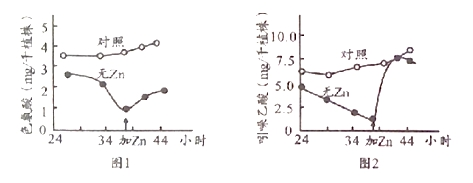 色氨酸（mg/千植株）
5
4
3
2
1
0
对照
无Zn
24 34 加Zn 44 小时
图1
吲哚乙酸（mg/千植株）
10.0
7.5
5.0
2.5
0
对照
无Zn
24 34 加Zn 44 小时
图2